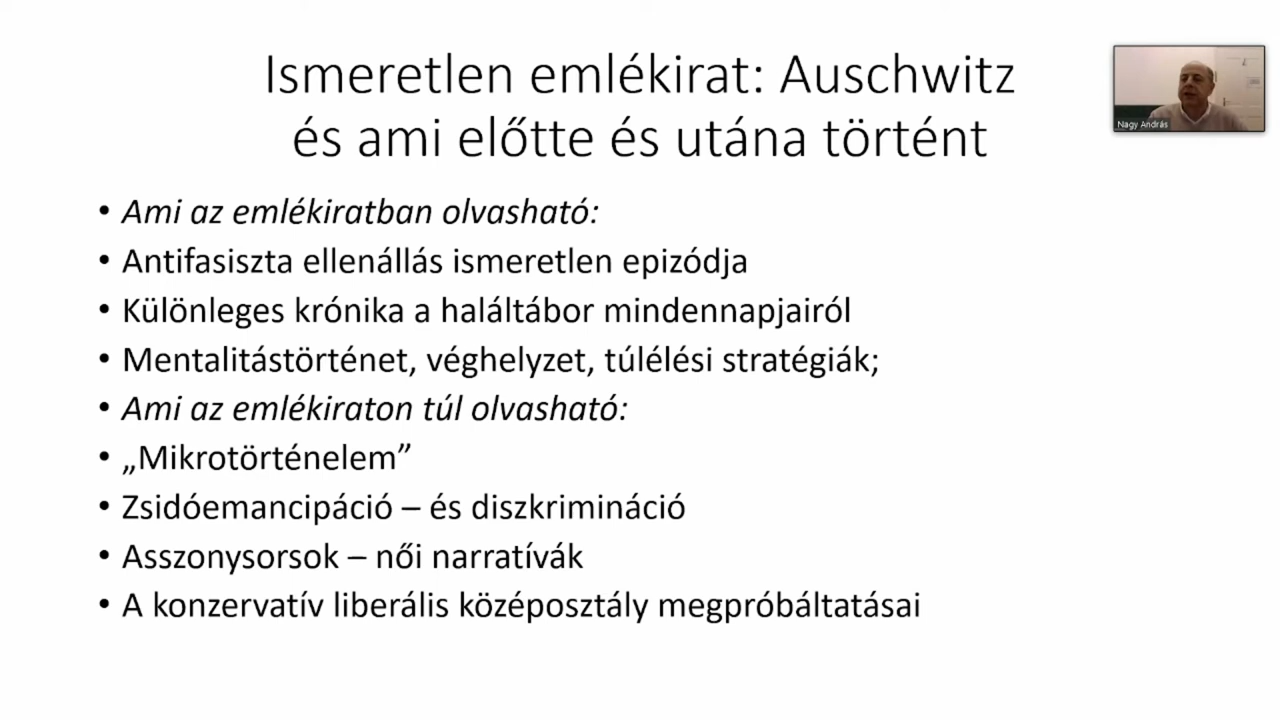 Ismeretlen emlékirat: Auschwitz
és ami előtte és utána történt
Nagy András
• Ami az emlékiratban olvasható:
• Antifasiszta ellenállás ismeretlen epizódja
• Különleges krónika a haláltábor mindennapjairól
• Mentalitástörténet, véghelyzet, túlélési stratégiák;
• Ami az emlékiraton túl olvasható:
• „Mikrotörténelem”
• Zsidóemancipáció – és diszkrimináció
• Asszonysorsok – női narratívák
• A konzervatív liberális középosztály megpróbáltatásai